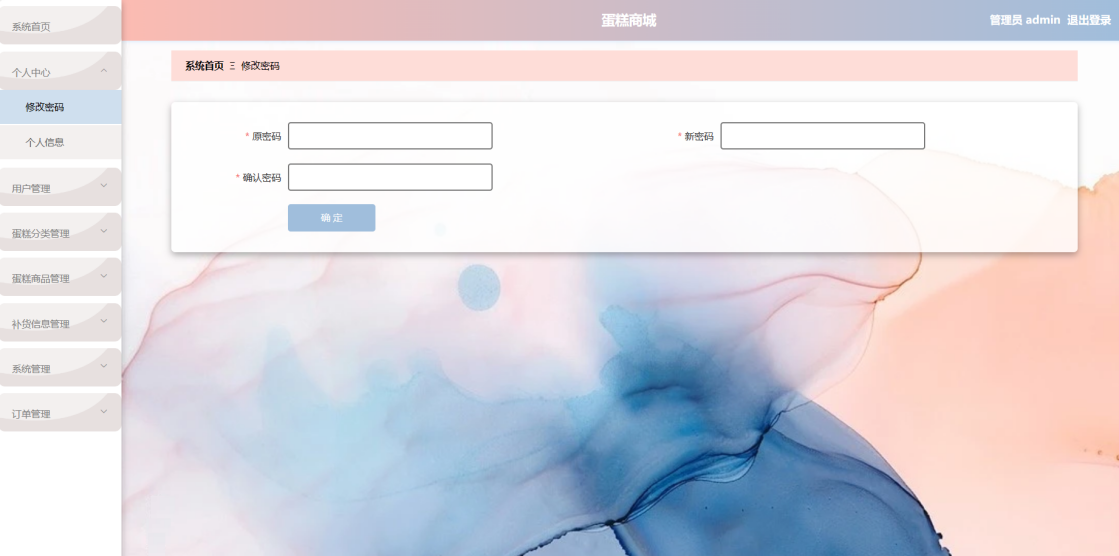 蛋糕商城
管理员 admin 退出登录
系统首页
个人中心
修改密码
个人信息
用户管理
蛋糕分类管理
蛋糕商品管理
补货信息管理
系统管理
订单管理
系统首页 Ξ 修改密码
* 原密码
* 新密码
* 确认密码
确 定